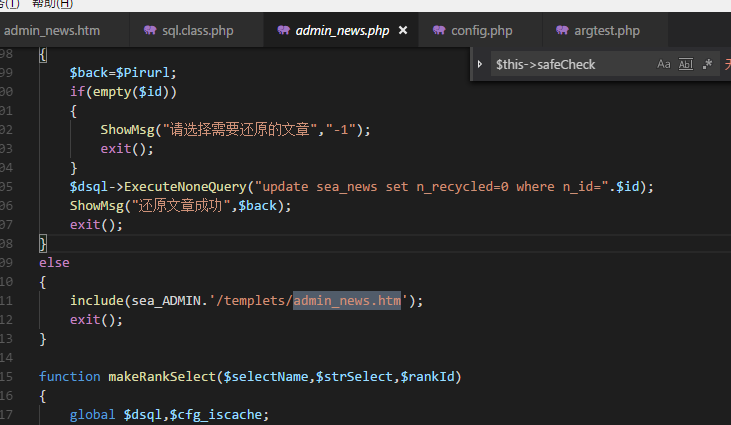 帮助(H)
admin_news.htm sql.class.php admin_news.php × config.php argtest.php
$this->safeCheck Aa Abl .*
98 {
99 $back=$Pirurl;
00 if(empty($id))
01 {
02 ShowMsg("请选择需要还原的文章","-1");
03 exit();
04 }
05 $dsql->ExecuteNoneQuery("update sea_news set n_recycled=0 where n_id=".$id);
06 ShowMsg("还原文章成功",$back);
07 exit();
08 }
09 else
10 {
11 include(sea_ADMIN.'/templets/admin_news.htm');
12 exit();
13 }
14
15 function makeRankSelect($selectName,$strSelect,$rankId)
16 {
17 global $dsql,$cfg_iscache;